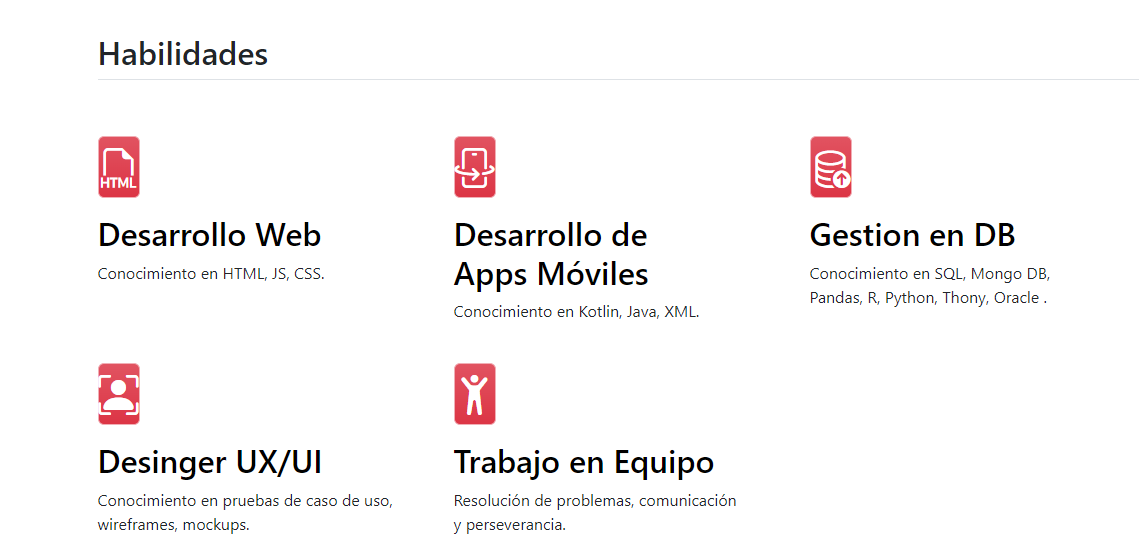 Habilidades
HTML
Desarrollo Web
Conocimiento en HTML, JS, CSS.
Desarrollo de
Apps Móviles
Conocimiento en Kotlin, Java, XML.
Gestion en DB
Conocimiento en SQL, Mongo DB,
Pandas, R, Python, Thony, Oracle .
Desinger UX/UI
Conocimiento en pruebas de caso de uso,
wireframes, mockups.
Trabajo en Equipo
Resolución de problemas, comunicación
y perseverancia.